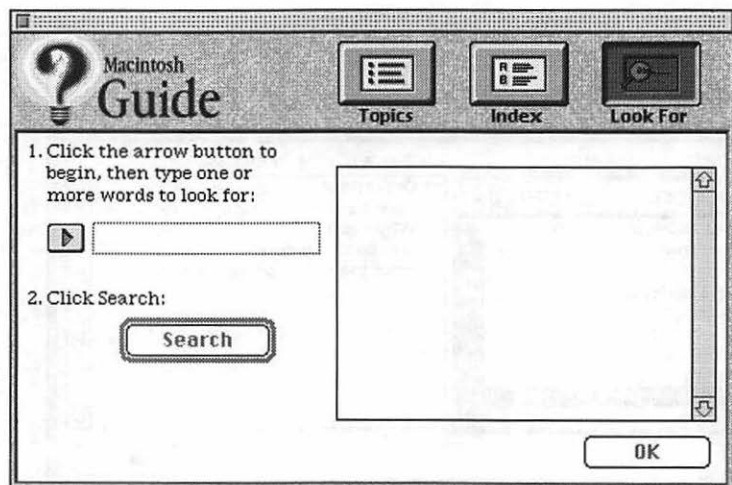 Macintosh
Guide
Topics
Index
Look For
1. Click the arrow button to
begin, then type one or
more words to look for:
2. Click Search:
Search
OK